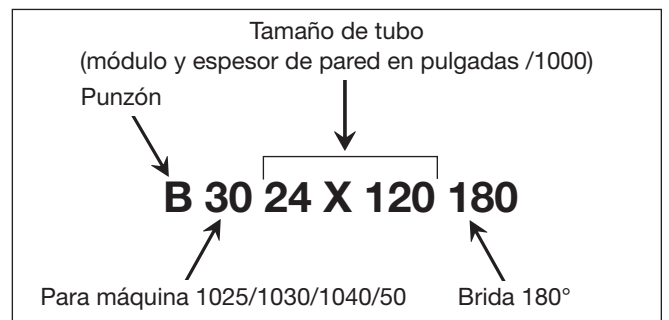 Tamaño de tubo
(módulo y espesor de pared en pulgadas /1000)
Punzón
B 30 24 X 120 180
Para máquina 1025/1030/1040/50 Brida 180°